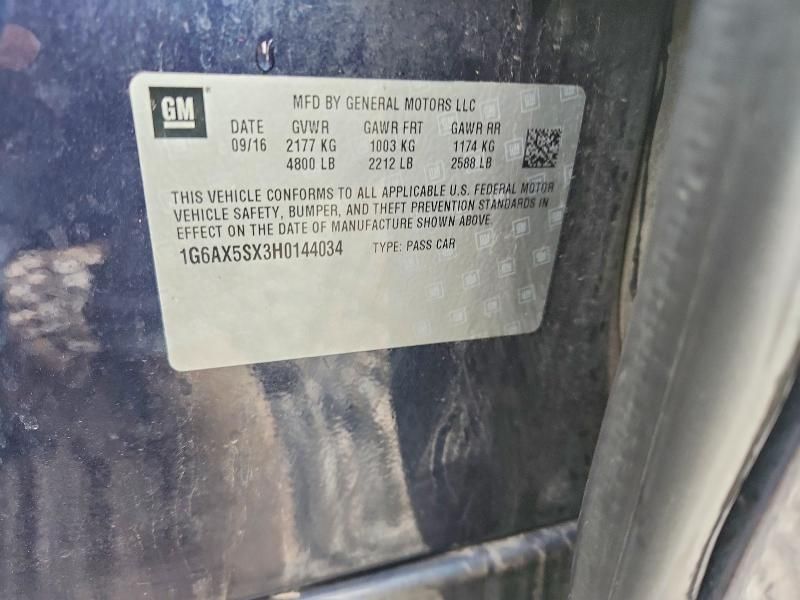 GM
MFD BY GENERAL MOTORS LLC
DATE GVWR GAWR FRT GAWR RR
09/16 2177 KG 1003 KG 1174 KG
4800 LB 2212 LB 2588 LB
THIS VEHICLE CONFORMS TO ALL APPLICABLE U.S. FEDERAL MOTOR
VEHICLE SAFETY, BUMPER, AND THEFT PREVENTION STANDARDS IN
EFFECT ON THE DATE OF MANUFACTURE SHOWN ABOVE.
1G6AX5SX3H0144034 TYPE: PASS CAR